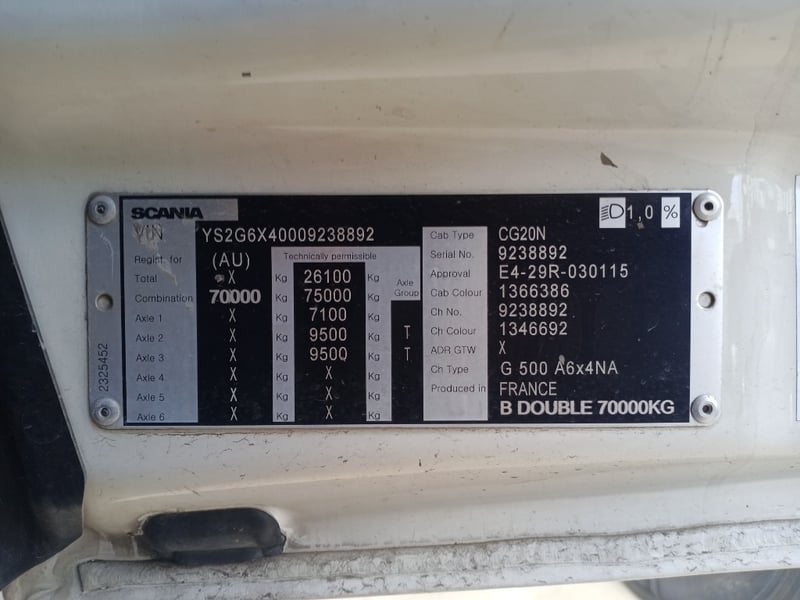 SCANIA 1,0 %
VIN YS2G6X40009238892 Cab Type CG20N
Regist. for (AU) Technically permissible Serial No. 9238892
Total X Kg 26100 Kg Axle Group Approval E4-29R-030115
Combination 70000 Kg 75000 Kg Cab Colour 1366386
Axle 1 X Kg 7100 Kg Ch No. 9238892
Axle 2 X Kg 9500 Kg T Ch Colour 1346692
Axle 3 X Kg 9500 Kg T ADR GTW X
Axle 4 X Kg X Kg Ch Type G 500 A6x4NA
Axle 5 X Kg X Kg Produced in FRANCE
Axle 6 X Kg X Kg B DOUBLE 70000KG
2325452